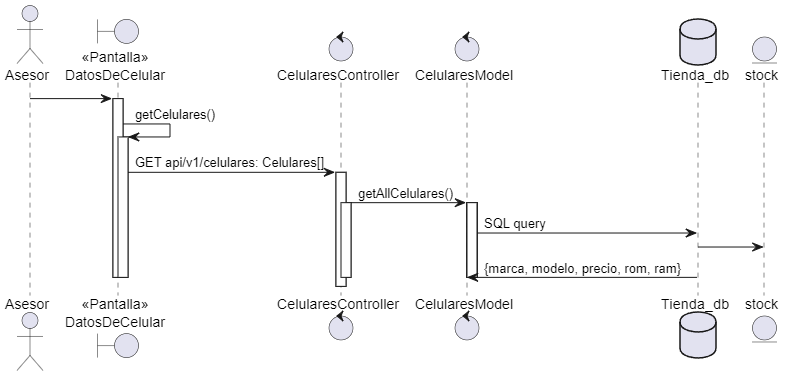 Asesor
«Pantalla»
DatosDeCelular
CelularesController
CelularesModel
Tienda_db
stock
getCelulares()
GET api/v1/celulares: Celulares[]
getAllCelulares()
SQL query
{marca, modelo, precio, rom, ram}
Asesor
«Pantalla»
DatosDeCelular
CelularesController
CelularesModel
Tienda_db
stock